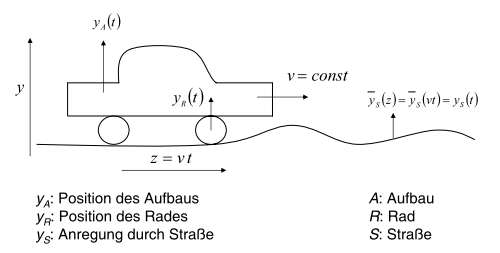 y_A(t)
y
v = const
y_R(t)
ȳ_S(z) = ȳ_S(vt) = y_S(t)
z = v t
y_A: Position des Aufbaus
A: Aufbau
y_R: Position des Rades
R: Rad
y_S: Anregung durch Straße
S: Straße